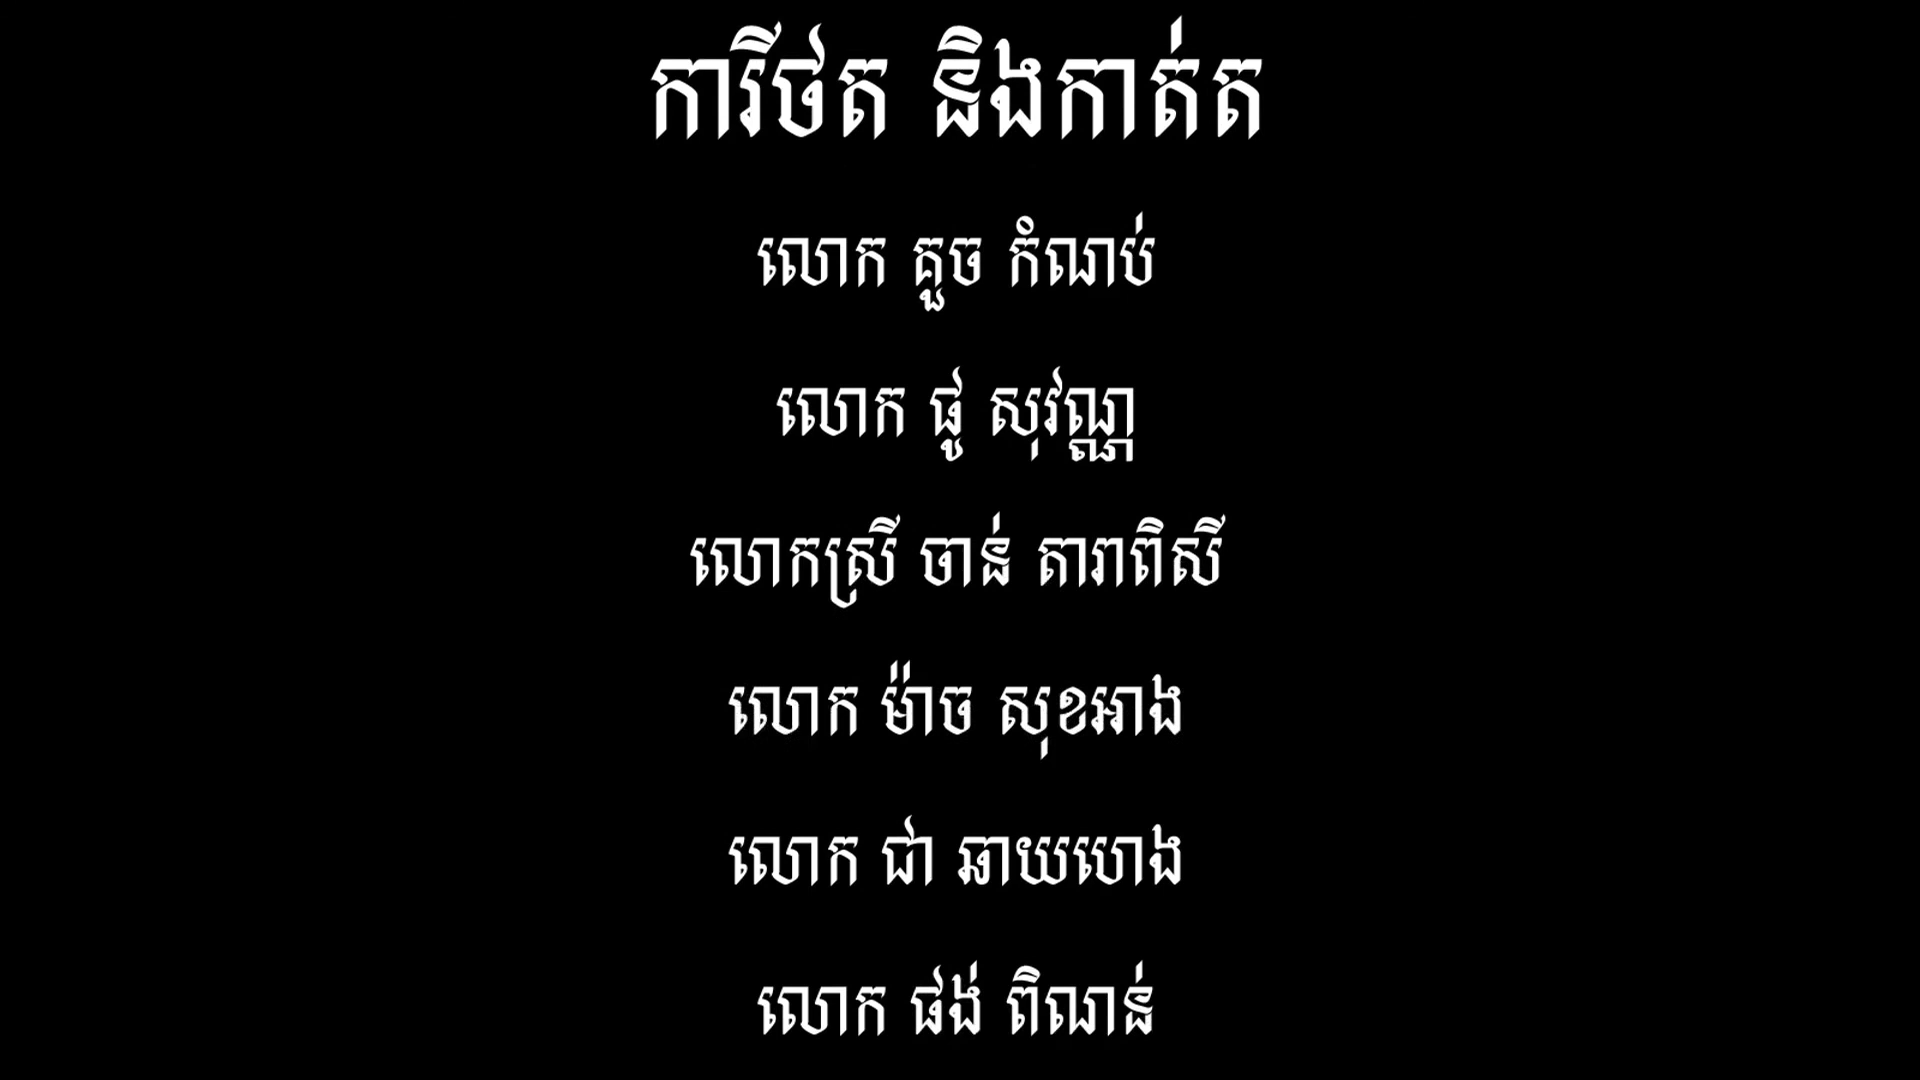 ការីថត និងកាត់ត
លោក គួច កំណប់
លោក ផូ សុវណ្ណ
លោកស្រី ចាន់ តារាពិសី
លោក ម៉ាច សុខអាង
លោក ជា ឆាយហេង
លោក ផង់ ពិណន់